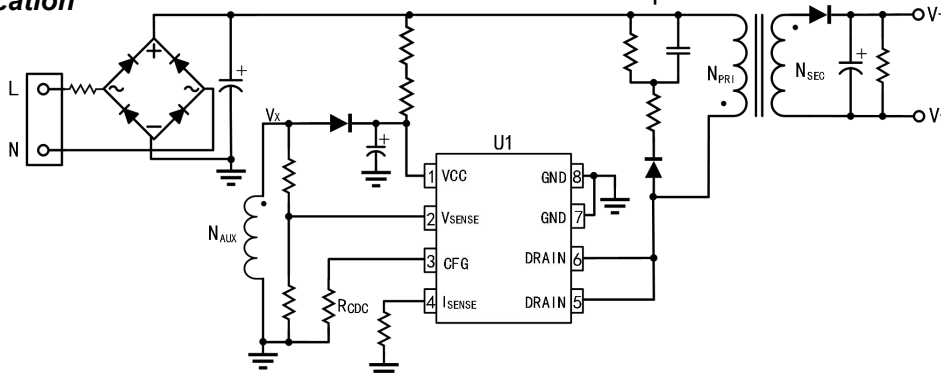 V+
L
N
+
~
~
−
+
VX
+
NPRI
NSEC
+
V-
U1
NAUX
RCDC
1 VCC
2 VSENSE
3 CFG
4 ISENSE
GND 8
GND 7
DRAIN 6
DRAIN 5